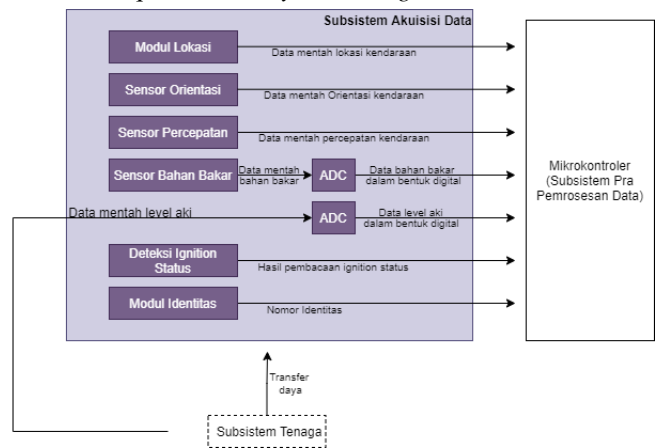 Subsistem Akuisisi Data
Modul Lokasi
Data mentah lokasi kendaraan
Sensor Orientasi
Data mentah Orientasi kendaraan
Sensor Percepatan
Data mentah percepatan kendaraan
Sensor Bahan Bakar
Data mentah
bahan bakar
ADC
Data bahan bakar
dalam bentuk digital
Data mentah level aki
ADC
Data level aki
dalam bentuk digital
Deteksi Ignition
Status
Hasil pembacaan ignition status
Modul Identitas
Nomor Identitas
Mikrokontroler
(Subsistem Pra
Pemrosesan Data)
Transfer
daya
Subsistem Tenaga